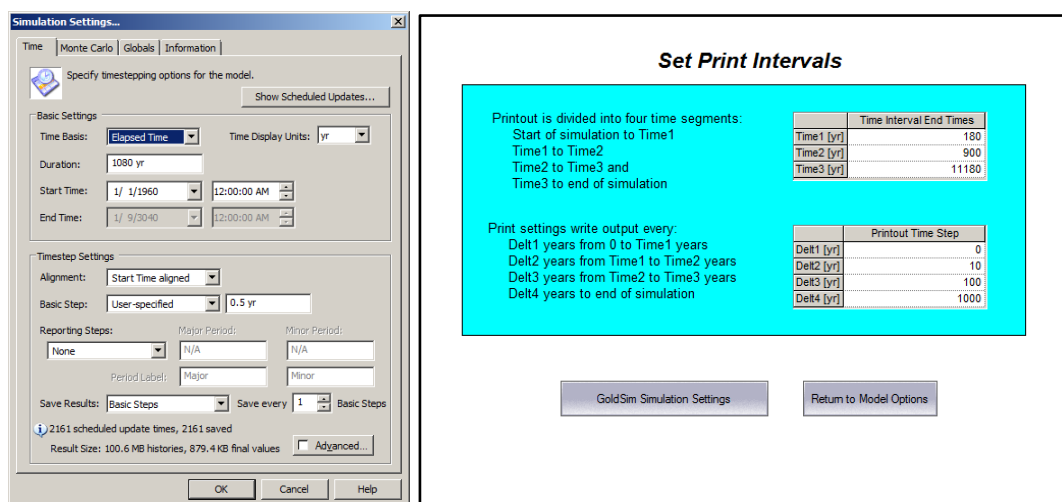 Simulation Settings...
Time Monte Carlo Globals Information
Specify timestepping options for the model.
Show Scheduled Updates...
Basic Settings
Time Basis: Elapsed Time Time Display Units: yr
Duration: 1080 yr
Start Time: 1/ 1/1960 12:00:00 AM
End Time: 1/ 9/3040 12:00:00 AM
Timestep Settings
Alignment: Start Time aligned
Basic Step: User-specified 0.5 yr
Reporting Steps: Major Period: Minor Period:
None N/A N/A
Period Label: Major Minor
Save Results: Basic Steps Save every 1 Basic Steps
2161 scheduled update times, 2161 saved
Result Size: 100.6 MB histories, 879.4 KB final values Advanced...
OK Cancel Help
Set Print Intervals
Printout is divided into four time segments:
Start of simulation to Time1
Time1 to Time2
Time2 to Time3 and
Time3 to end of simulation
Time Interval End Times
Time1 [yr] 180
Time2 [yr] 900
Time3 [yr] 11180
Print settings write output every:
Delt1 years from 0 to Time1 years
Delt2 years from Time1 to Time2 years
Delt3 years from Time2 to Time3 years
Delt4 years to end of simulation
Printout Time Step
Delt1 [yr] 0
Delt2 [yr] 10
Delt3 [yr] 100
Delt4 [yr] 1000
GoldSim Simulation Settings Return to Model Options